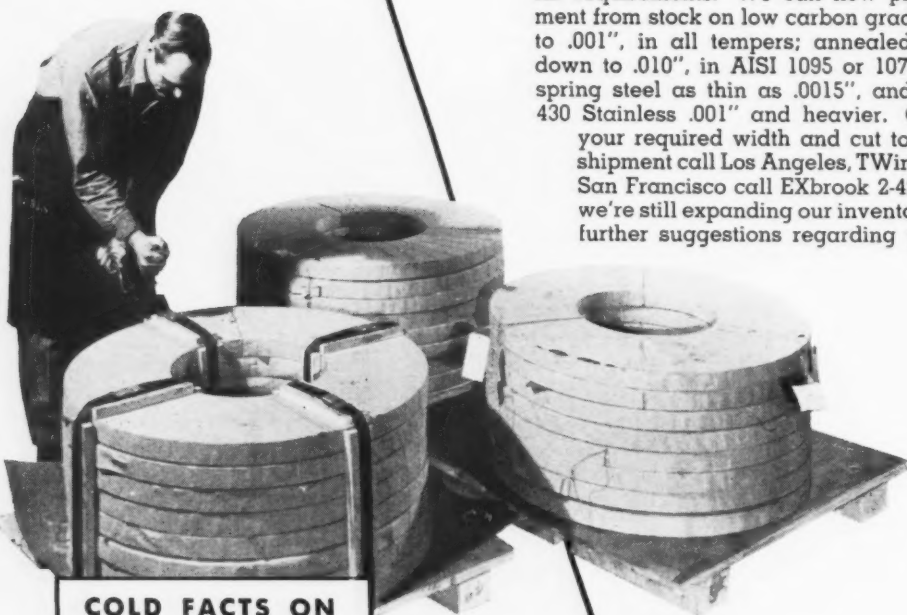 ment from stock on low carbon grad
to .001", in all tempers; annealed
down to .010", in AISI 1095 or 107
spring steel as thin as .0015", and
430 Stainless .001" and heavier.
your required width and cut to
shipment call Los Angeles, TWin
San Francisco call EXbrook 2-4
we're still expanding our invento
further suggestions regarding
COLD FACTS ON